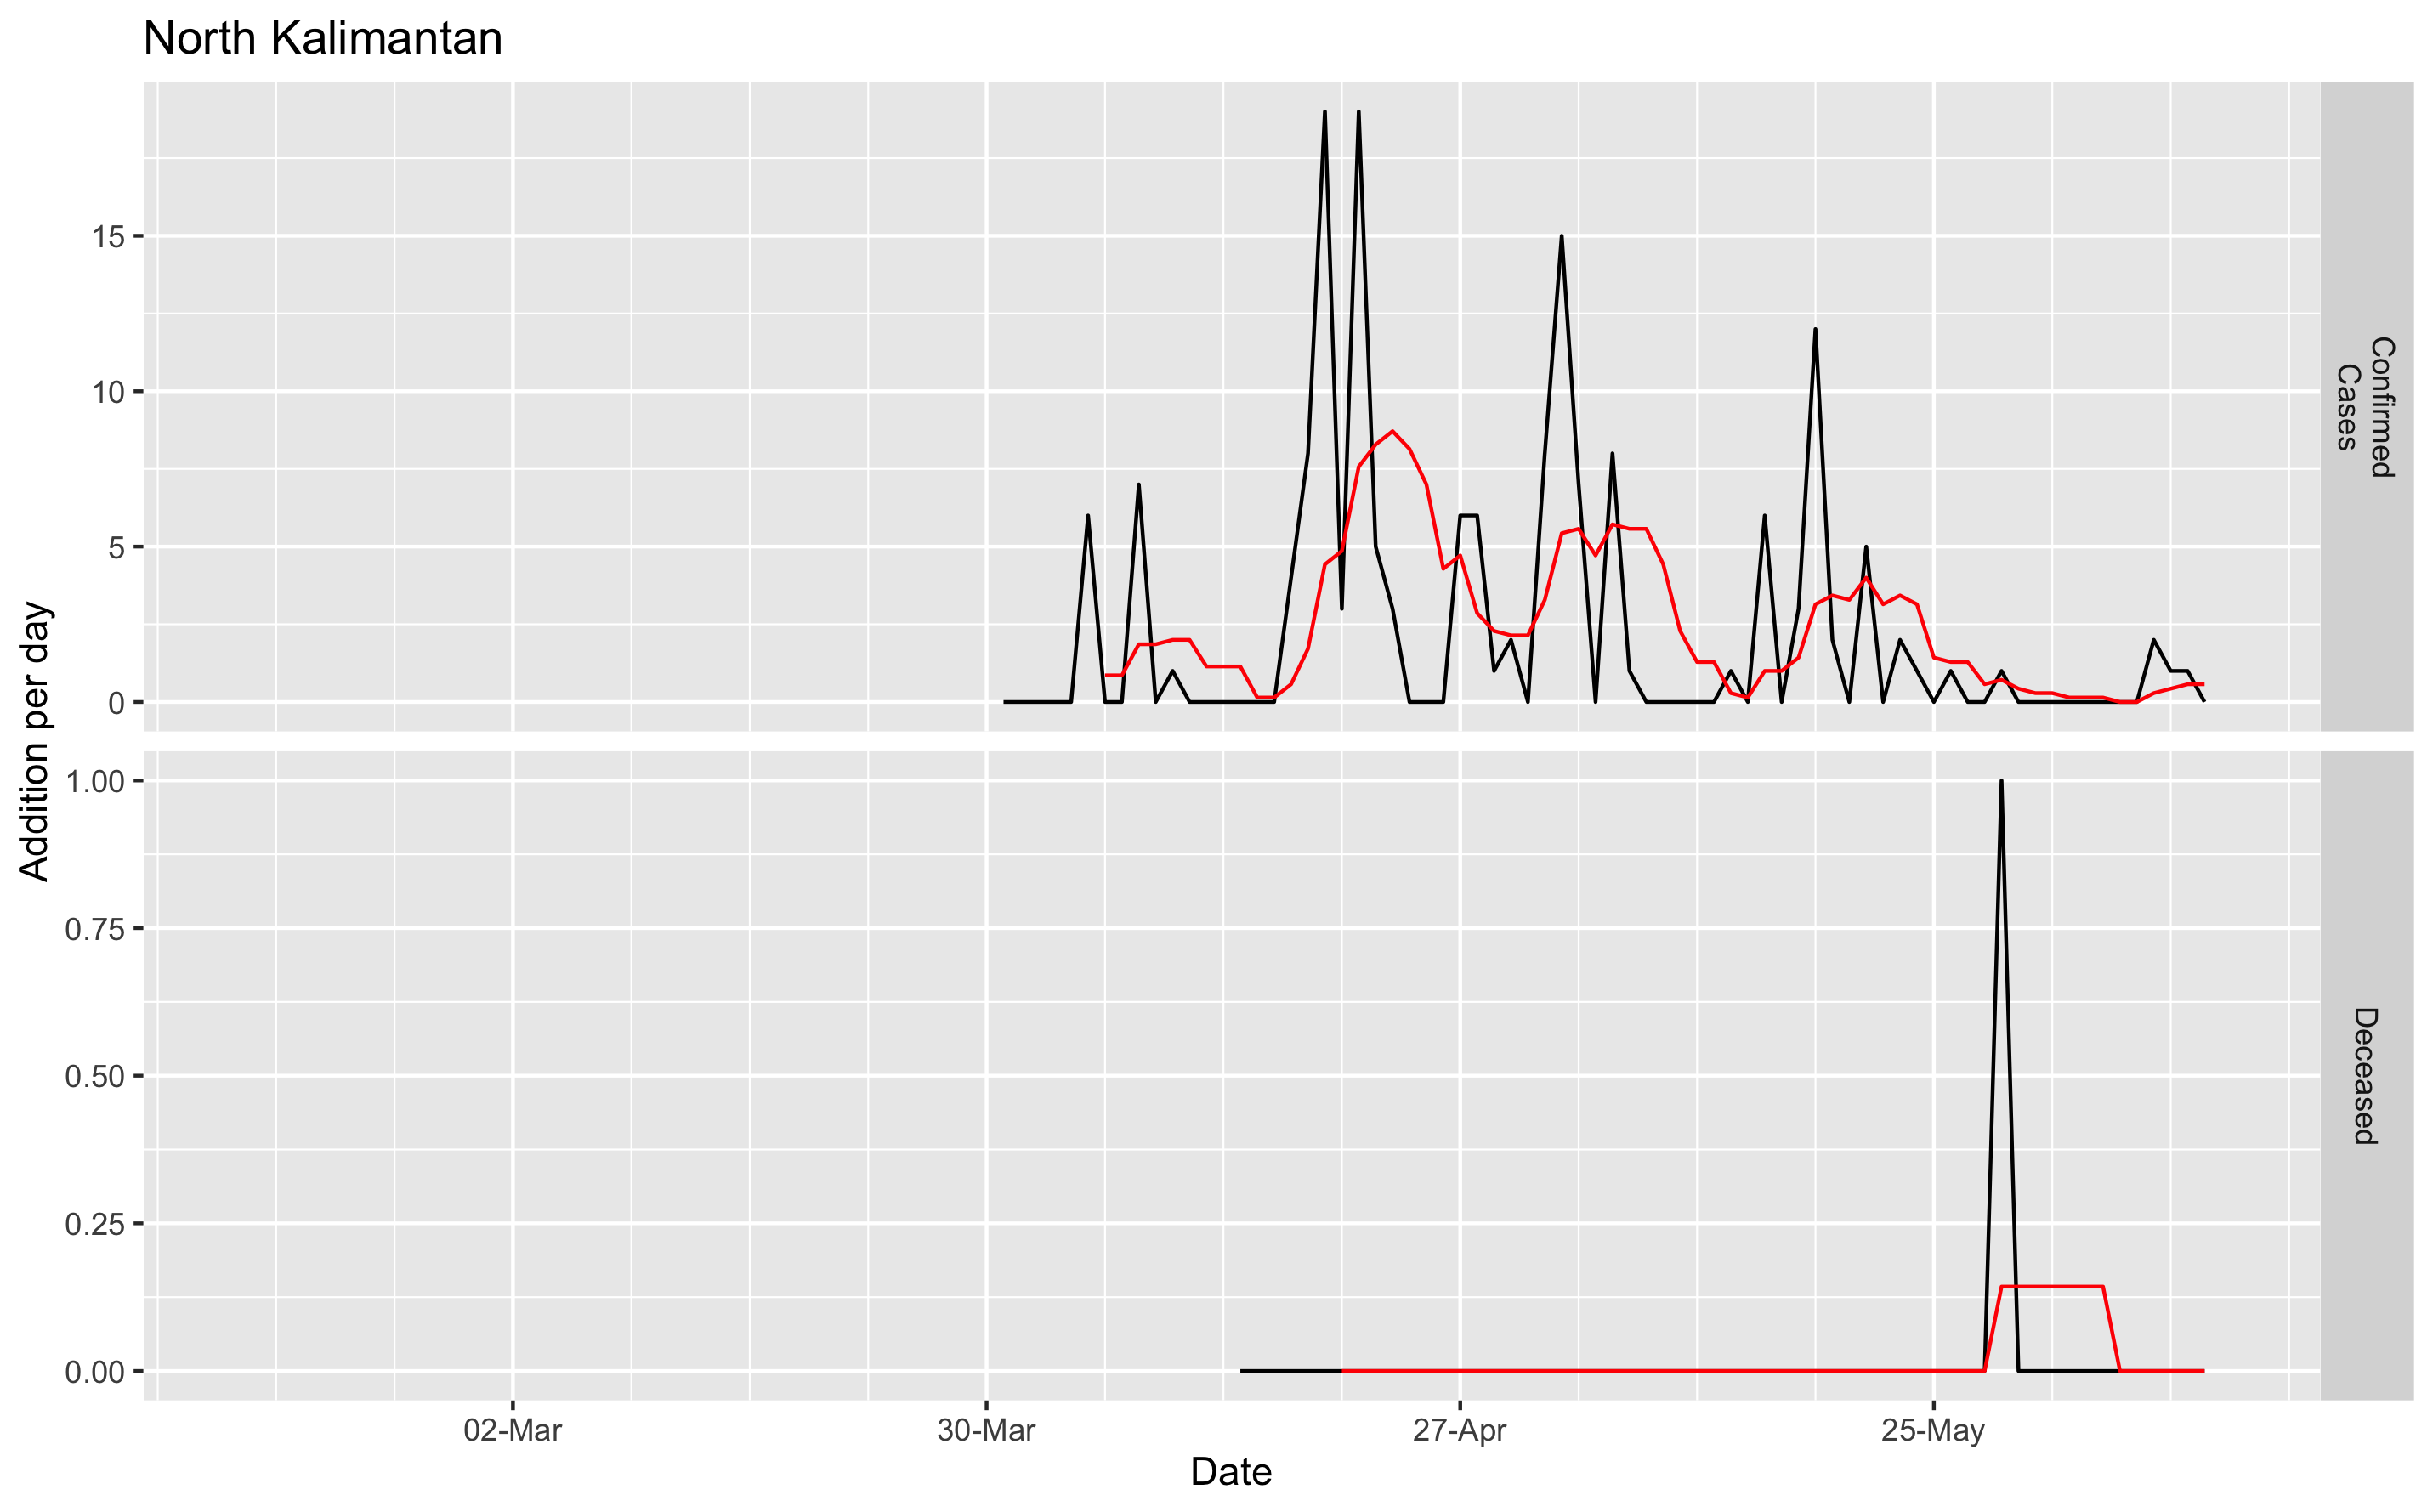 North Kalimantan
Addition per day
15
10
5
0
Confirmed
Cases
1.00
0.75
0.50
0.25
0.00
Deceased
02-Mar
30-Mar
27-Apr
25-May
Date